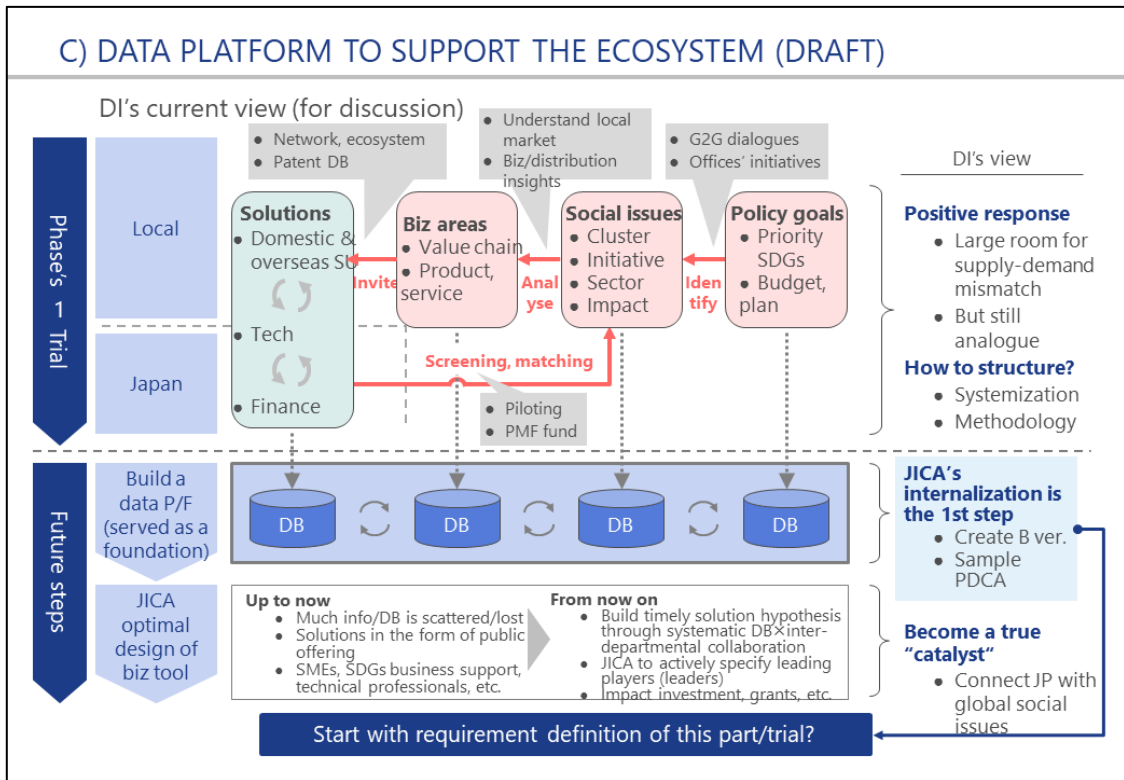 C) DATA PLATFORM TO SUPPORT THE ECOSYSTEM (DRAFT)
DI's current view (for discussion)
● Network, ecosystem
● Patent DB
● Understand local
market
● Biz/distribution
insights
● G2G dialogues
● Offices' initiatives
DI's view
Phase's 1 Trial
Local
Japan
Solutions
● Domestic &
overseas SU
● Tech
● Finance
Invite
Biz areas
● Value chain
● Product,
service
Anal
yse
Social issues
● Cluster
● Initiative
● Sector
● Impact
Iden
tify
Policy goals
● Priority
SDGs
● Budget,
plan
Screening, matching
● Piloting
● PMF fund
Positive response
● Large room for
supply-demand
mismatch
● But still
analogue
How to structure?
● Systemization
● Methodology
Future steps
Build a
data P/F
(served as a
foundation)
DB
DB
DB
DB
JICA's
internalization is
the 1st step
● Create B ver.
● Sample
PDCA
JICA
optimal
design of
biz tool
Up to now
● Much info/DB is scattered/lost
● Solutions in the form of public
offering
● SMEs, SDGs business support,
technical professionals, etc.
From now on
● Build timely solution hypothesis
through systematic DB×inter-
departmental collaboration
● JICA to actively specify leading
players (leaders)
● Impact investment, grants, etc.
Become a true
“catalyst“
● Connect JP with
global social
issues
Start with requirement definition of this part/trial?